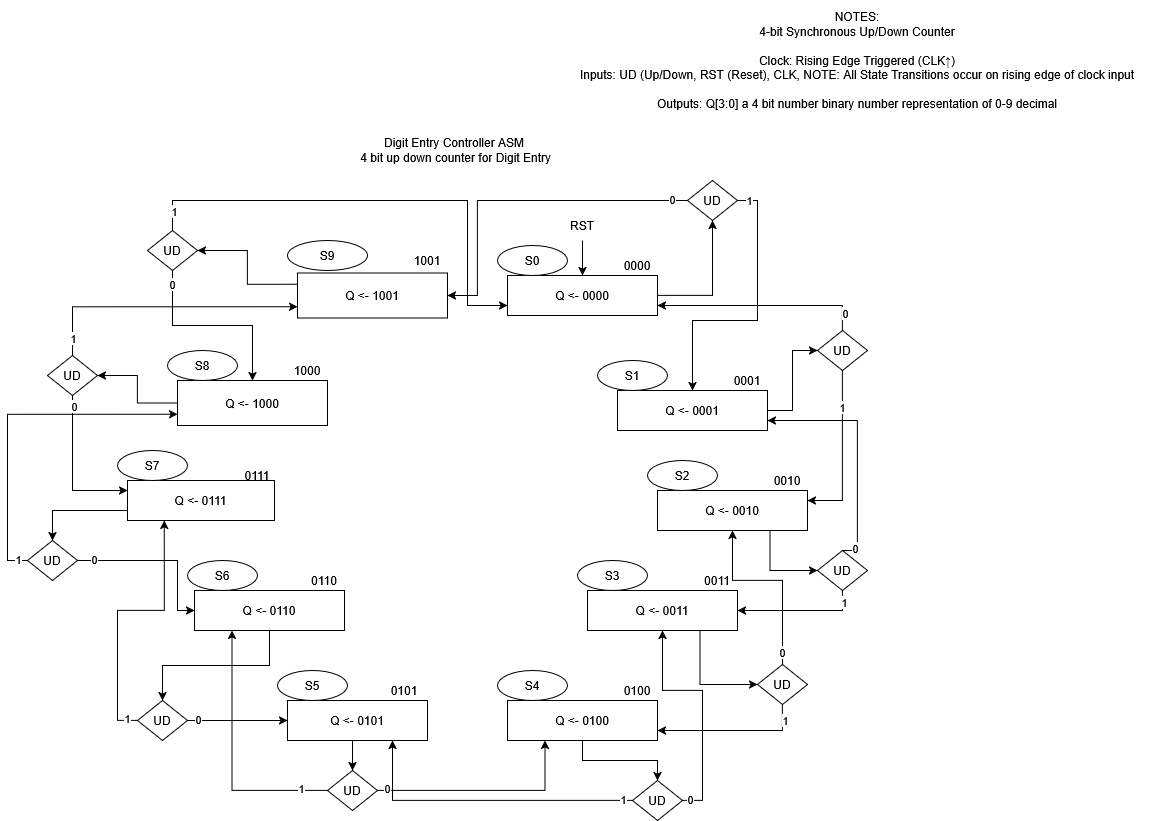 NOTES:
4-bit Synchronous Up/Down Counter
Clock: Rising Edge Triggered (CLK↑)
Inputs: UD (Up/Down, RST (Reset), CLK, NOTE: All State Transitions occur on rising edge of clock input
Outputs: Q[3:0] a 4 bit number binary number representation of 0-9 decimal
Digit Entry Controller ASM
4 bit up down counter for Digit Entry
0
UD
1
1
RST
UD
S9
1001
S0
0000
0
Q <- 1001
Q <- 0000
0
1
UD
S8
1000
UD
S1
0001
0
Q <- 1000
1
Q <- 0001
S7
0111
S2
0010
Q <- 0111
Q <- 0010
0
1
UD
0
UD
S6
0110
S3
0011
1
Q <- 0110
Q <- 0011
0
S5
0101
S4
0100
UD
1
UD
0
Q <- 0101
Q <- 0100
1
1
UD
0
1
UD
0